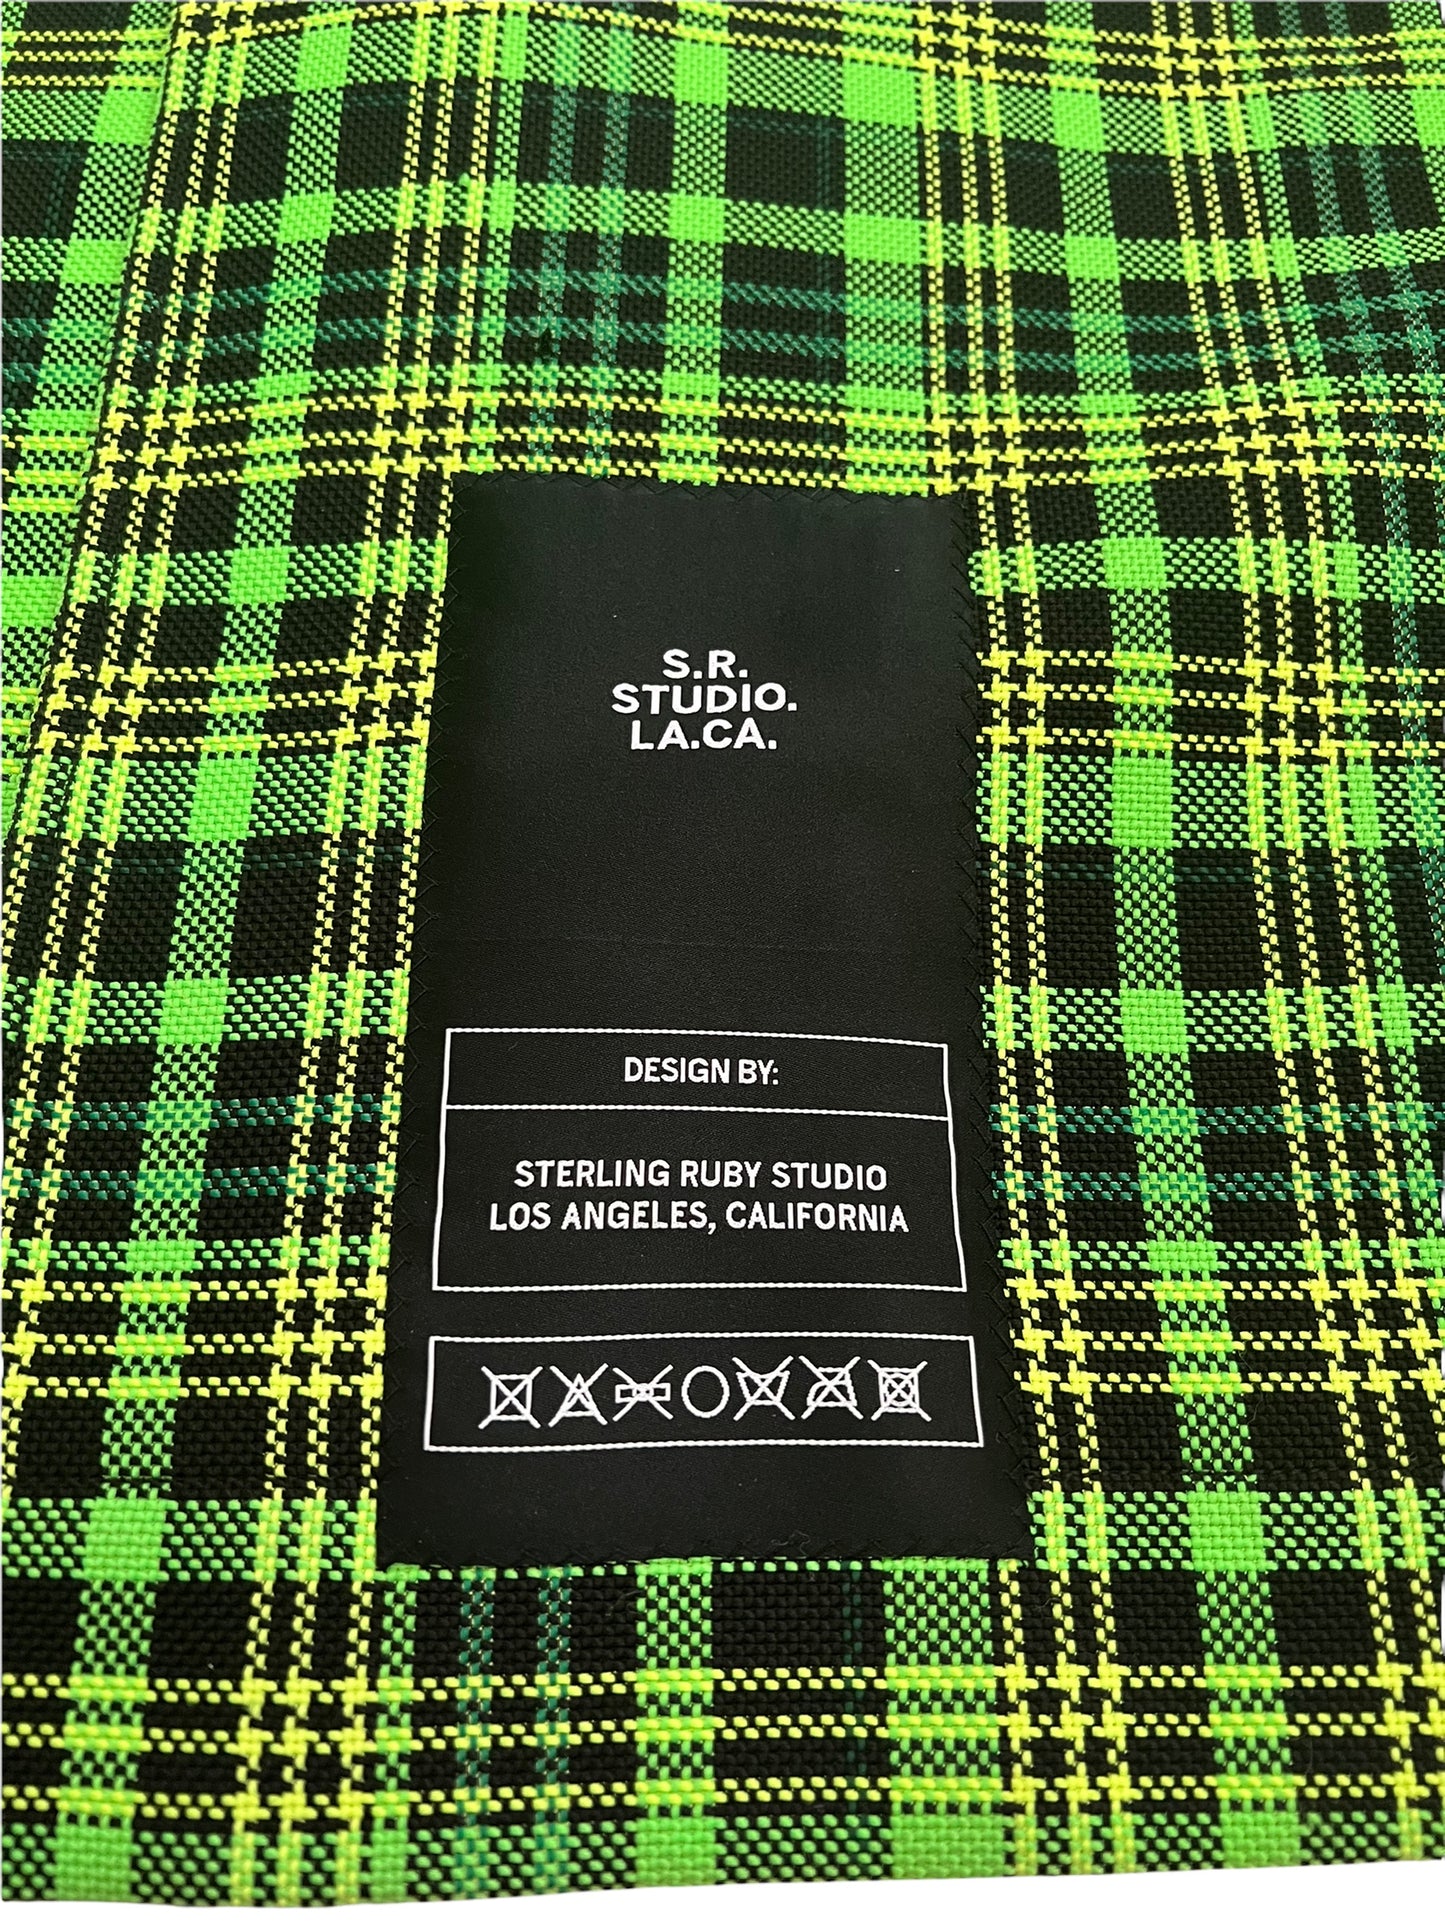 S.R.
STUDIO.
LA.CA.
DESIGN BY:
STERLING RUBY STUDIO
LOS ANGELES, CALIFORNIA